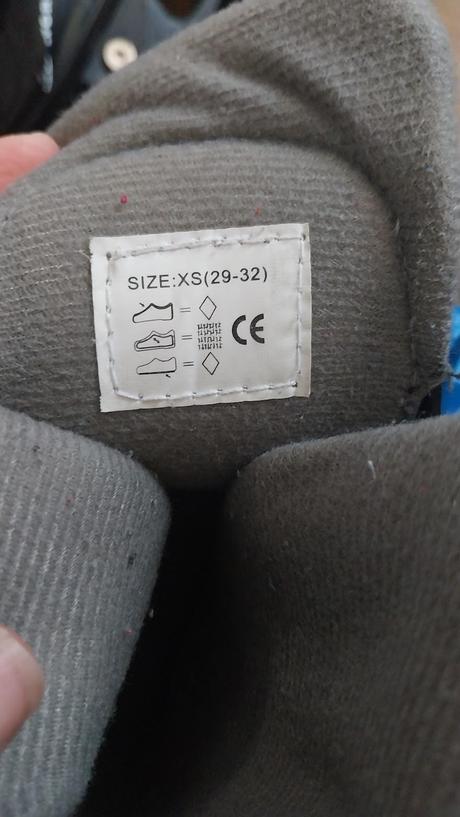 SIZE:XS(29-32)
=
=
=
CE